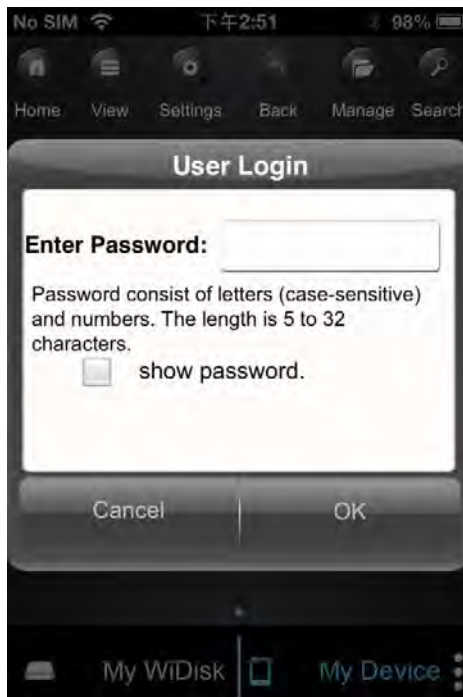 No SIM 下午2:51 98%
Home View Settings Back Manage Search
User Login
Enter Password:
Password consist of letters (case-sensitive)
and numbers. The length is 5 to 32
characters.
show password.
Cancel OK
My WiDisk My Device